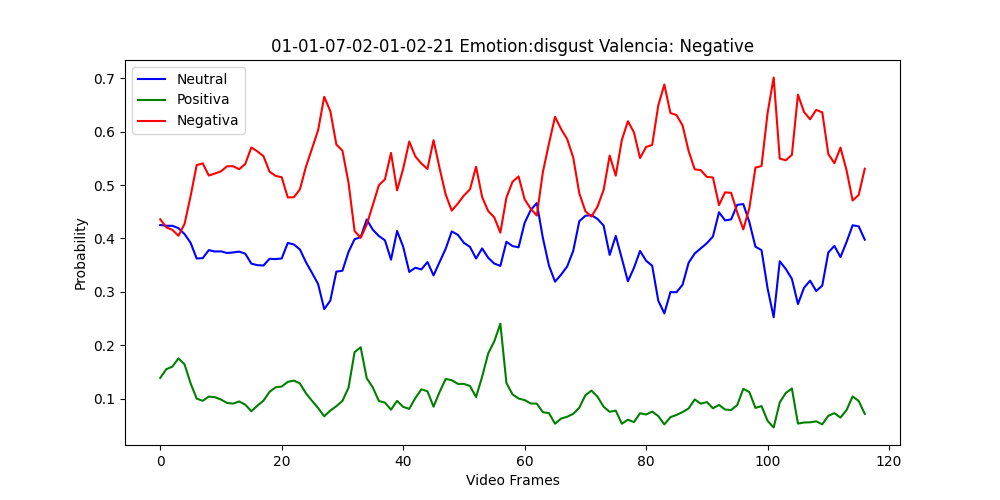 01-01-07-02-01-02-21 Emotion:disgust Valencia: Negative
Neutral
Positiva
Negativa
Probability
0.7
0.6
0.5
0.4
0.3
0.2
0.1
0 20 40 60 80 100 120
Video Frames